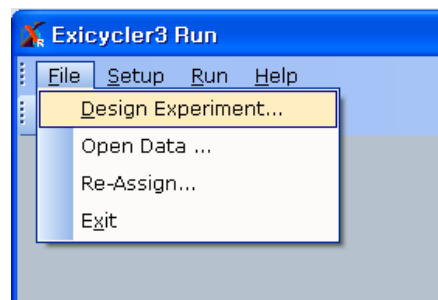 Exicycler3 Run
File Setup Run Help
Design Experiment...
Open Data ...
Re-Assign...
Exit